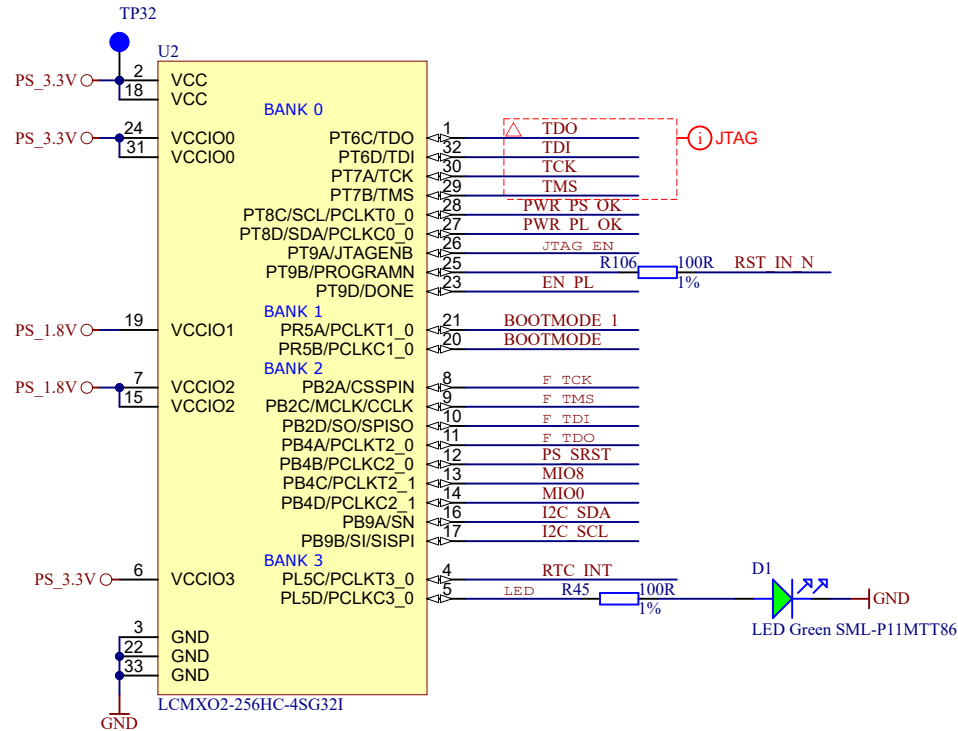 TP32
U2
PS_3.3V 2 VCC
18 VCC
BANK 0
PS_3.3V 24 VCCIO0
31 VCCIO0
PT6C/TDO 1 TDO
PT6D/TDI 32 TDI
PT7A/TCK 30 TCK
PT7B/TMS 29 TMS
i JTAG
PT8C/SCL/PCLKT0_0 28 PWR_PS_OK
PT8D/SDA/PCLKC0_0 27 PWR_PL_OK
PT9A/JTAGENB 26 JTAG_EN
PT9B/PROGRAMN 25 R106 100R 1% RST_IN_N
PT9D/DONE 23 EN_PL
BANK 1
PS_1.8V 19 VCCIO1 PR5A/PCLKT1_0 21 BOOTMODE_1
PR5B/PCLKC1_0 20 BOOTMODE
BANK 2
PS_1.8V 7 VCCIO2 PB2A/CSSPIN 8 F_TCK
15 VCCIO2 PB2C/MCLK/CCLK 9 F_TMS
PB2D/SO/SPISO 10 F_TDI
PB4A/PCLKT2_0 11 F_TDO
PB4B/PCLKC2_0 12 PS_SRST
PB4C/PCLKT2_1 13 MIO8
PB4D/PCLKC2_1 14 MIO0
PB9A/SN 16 I2C_SDA
PB9B/SI/SISPI 17 I2C_SCL
BANK 3
PS_3.3V 6 VCCIO3 PL5C/PCLKT3_0 4 RTC_INT
PL5D/PCLKC3_0 5 LED R45 100R 1% D1 GND
LED Green SML-P11MTT86
3 GND
22 GND
33 GND
LCMXO2-256HC-4SG32I
GND